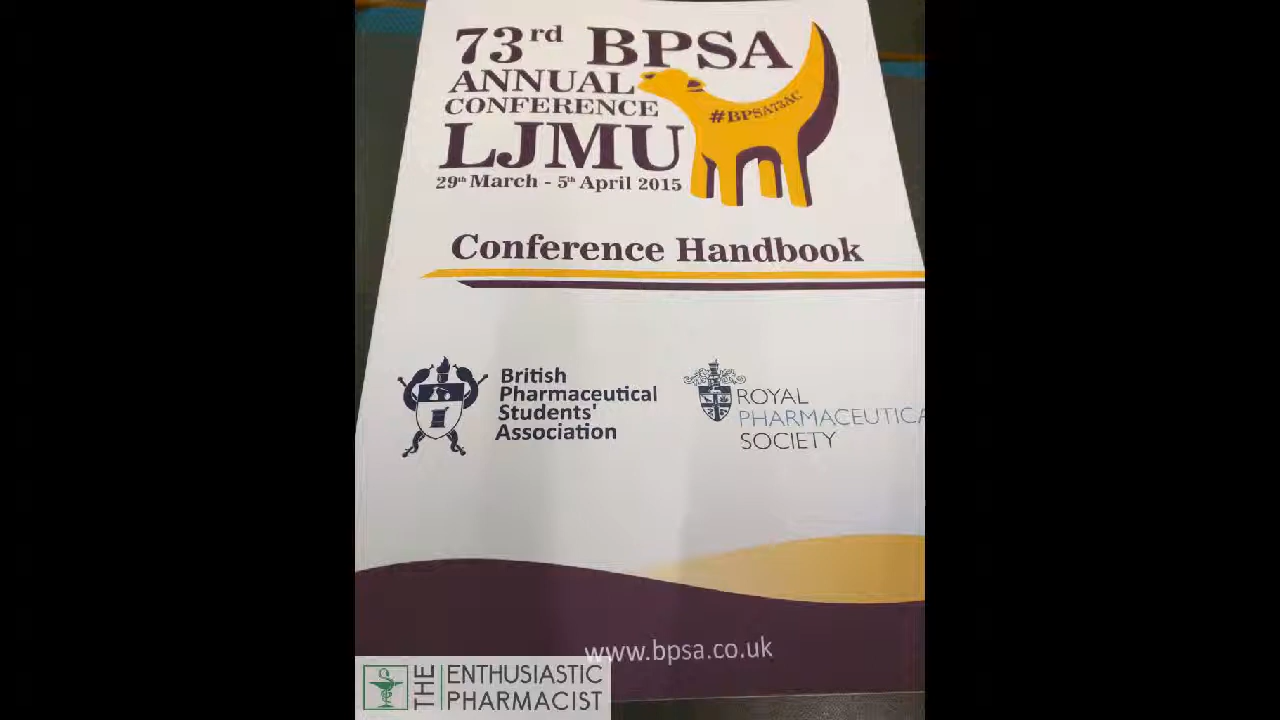 73rd BPSA
ANNUAL
CONFERENCE
LJMU
29th March - 5th April 2015
#BPSA73AC
Conference Handbook
British
Pharmaceutical
Students'
Association
ROYAL
PHARMACEUTICA
SOCIETY
www.bpsa.co.uk
THE
ENTHUSIASTIC
PHARMACIST